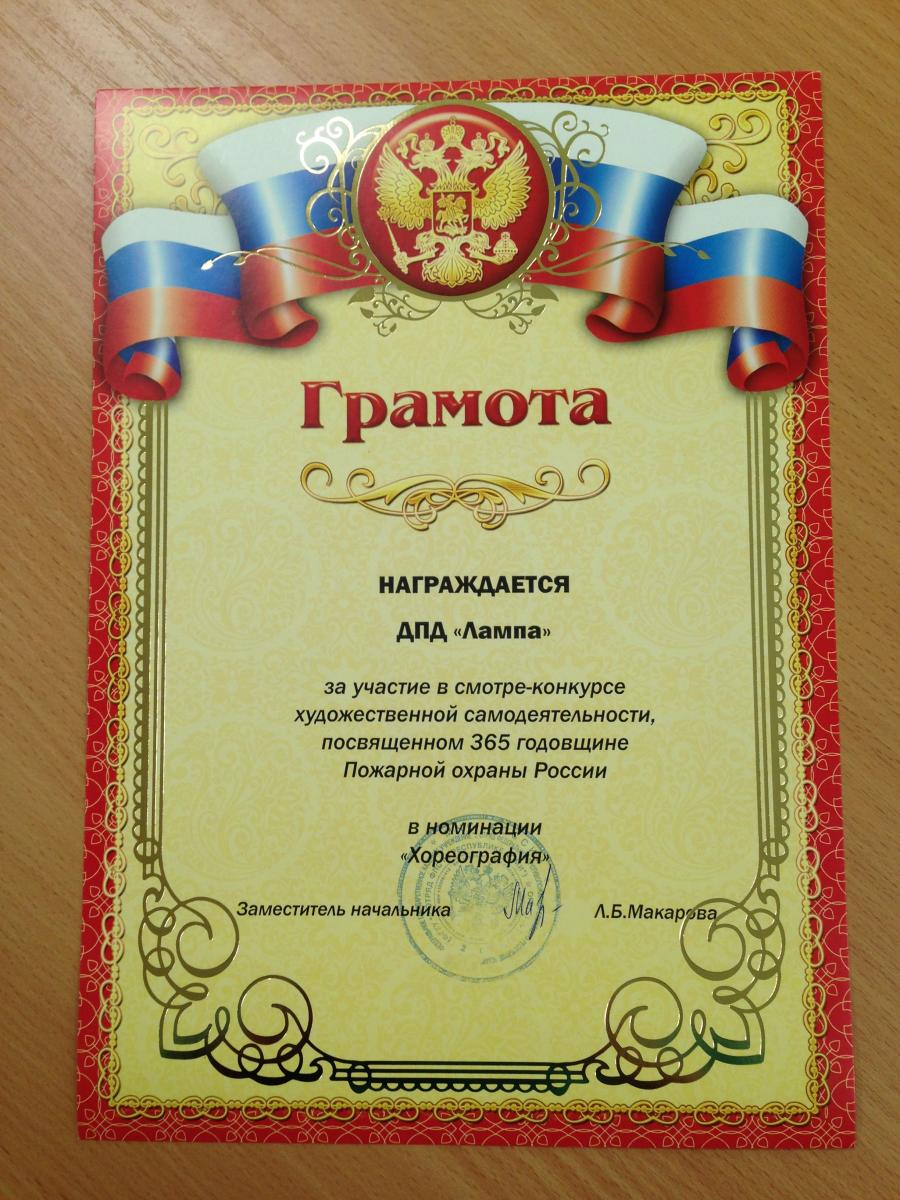 Грамота
НАГРАЖДАЕТСЯ
ДПД «Лампа»
за участие в смотре-конкурсе
художественной самодеятельности,
посвященном 365 годовщине
Пожарной охраны России
в номинации
«Хореография»
Заместитель начальника Л.Б.Макарова